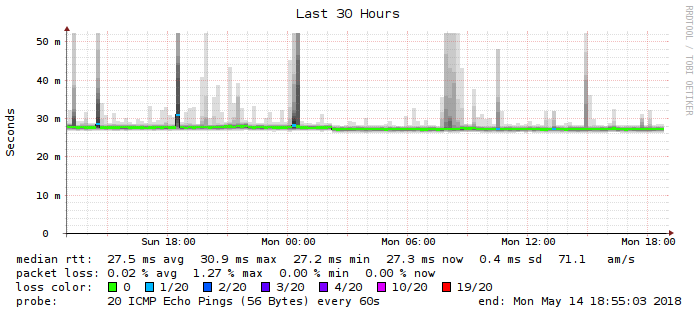 Last 30 Hours
RRDTOOL / TOBI OETIKER
Seconds
50 m
40 m
30 m
20 m
10 m
0
Sun 18:00 Mon 00:00 Mon 06:00 Mon 12:00 Mon 18:00
median rtt: 27.5 ms avg 30.9 ms max 27.2 ms min 27.3 ms now 0.4 ms sd 71.1 am/s
packet loss: 0.02 % avg 1.27 % max 0.00 % min 0.00 % now
loss color: 0 1/20 2/20 3/20 4/20 10/20 19/20
probe: 20 ICMP Echo Pings (56 Bytes) every 60s end: Mon May 14 18:55:03 2018